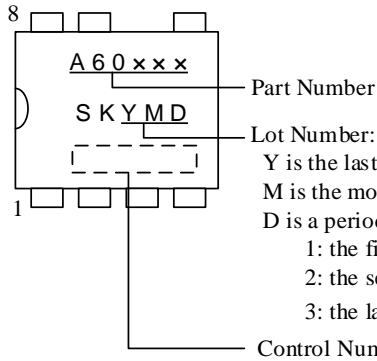 8
A60×××
Part Number
SKYMD
Lot Number:
Y is the last
M is the mo
D is a period
1: the fi
2: the se
3: the la
1
Control Num